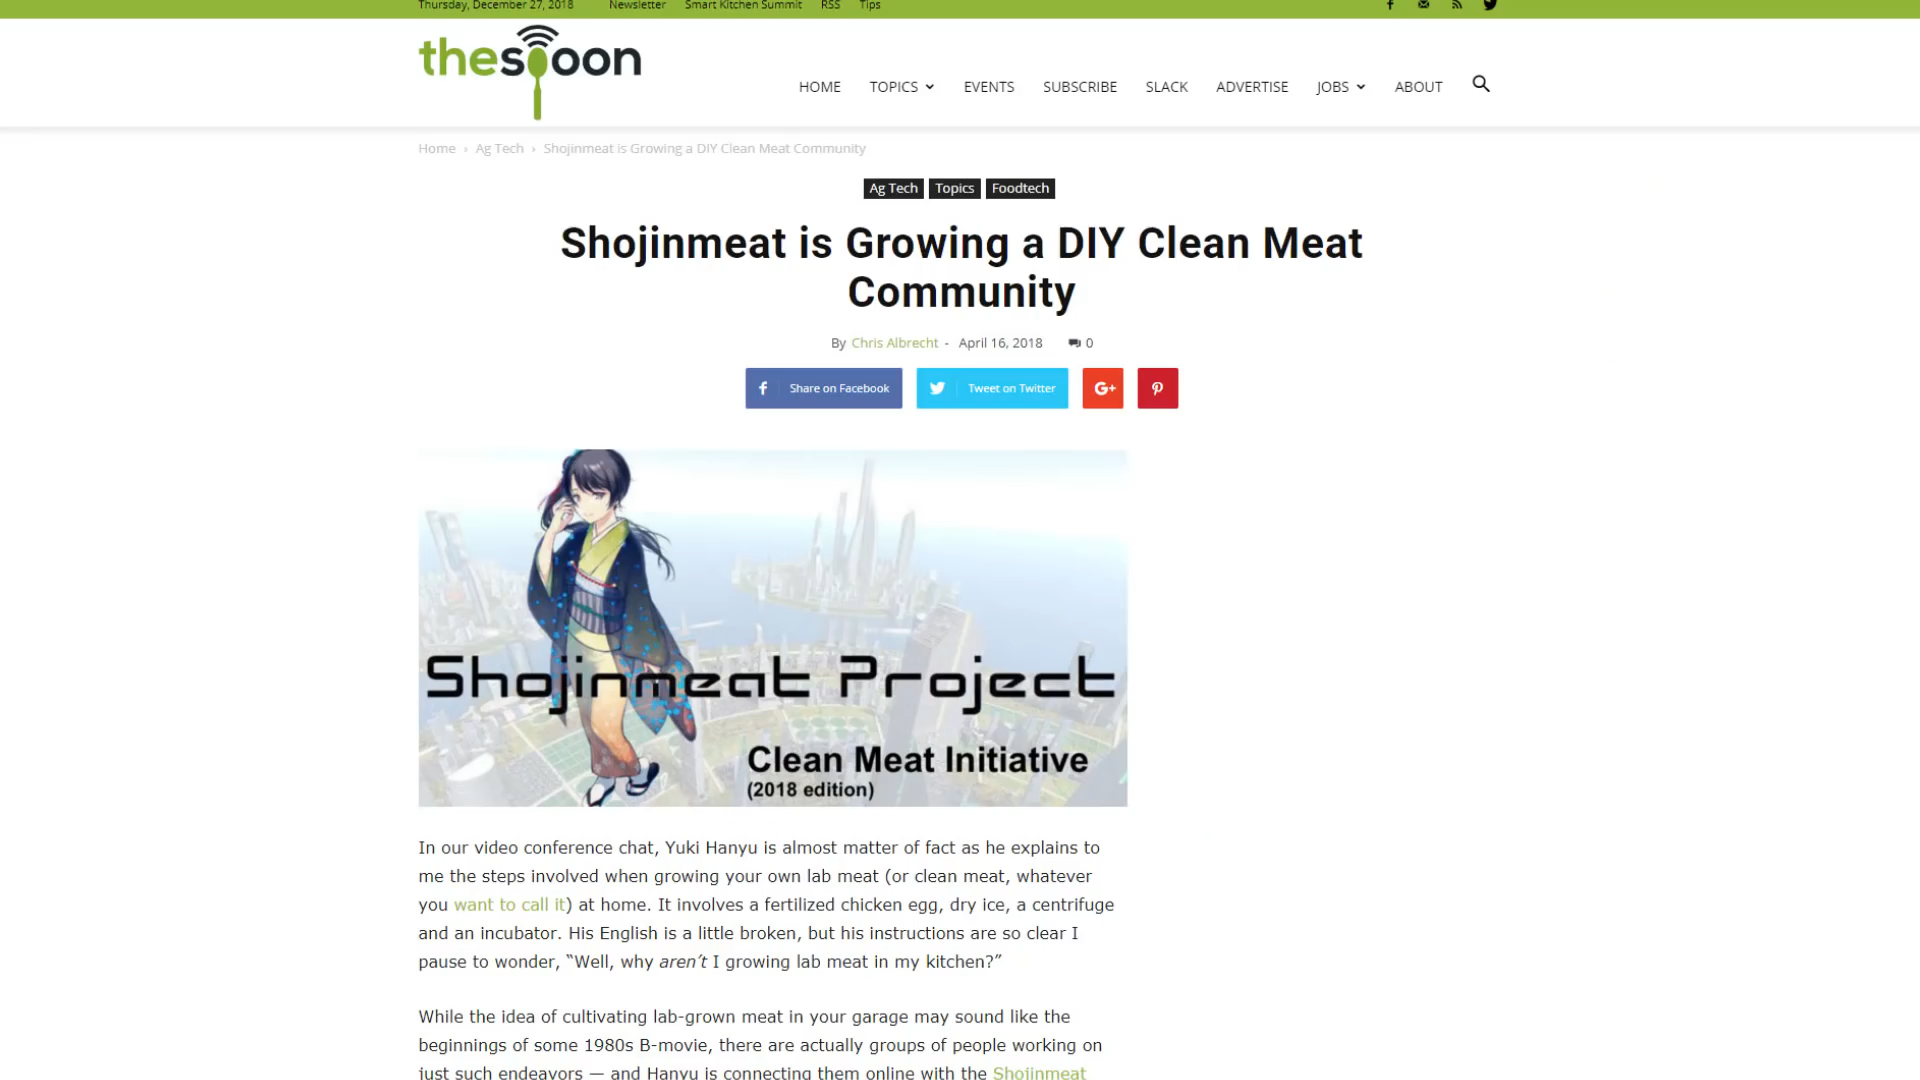 Thursday, December 27, 2018 Newsletter Smart Kitchen Summit RSS Tips
thespoon
HOME TOPICS EVENTS SUBSCRIBE SLACK ADVERTISE JOBS ABOUT
Home › Ag Tech › Shojinmeat is Growing a DIY Clean Meat Community
Ag Tech Topics Foodtech
Shojinmeat is Growing a DIY Clean Meat
Community
By Chris Albrecht - April 16, 2018 0
Share on Facebook Tweet on Twitter G+
Shojinmeat Project
Clean Meat Initiative
(2018 edition)
In our video conference chat, Yuki Hanyu is almost matter of fact as he explains to
me the steps involved when growing your own lab meat (or clean meat, whatever
you want to call it) at home. It involves a fertilized chicken egg, dry ice, a centrifuge
and an incubator. His English is a little broken, but his instructions are so clear I
pause to wonder, “Well, why aren’t I growing lab meat in my kitchen?”
While the idea of cultivating lab-grown meat in your garage may sound like the
beginnings of some 1980s B-movie, there are actually groups of people working on
just such endeavors — and Hanyu is connecting them online with the Shojinmeat